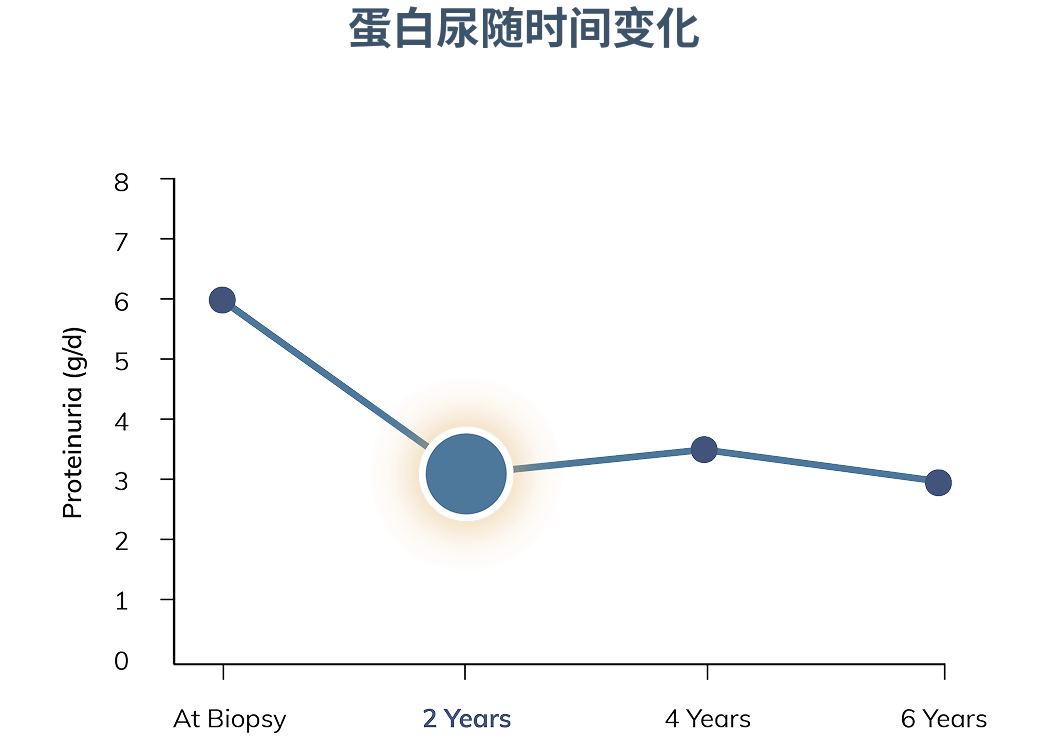 蛋白尿随时间变化
8
7
6
5
4
3
2
1
0
Proteinuria (g/d)
At Biopsy
2 Years
4 Years
6 Years